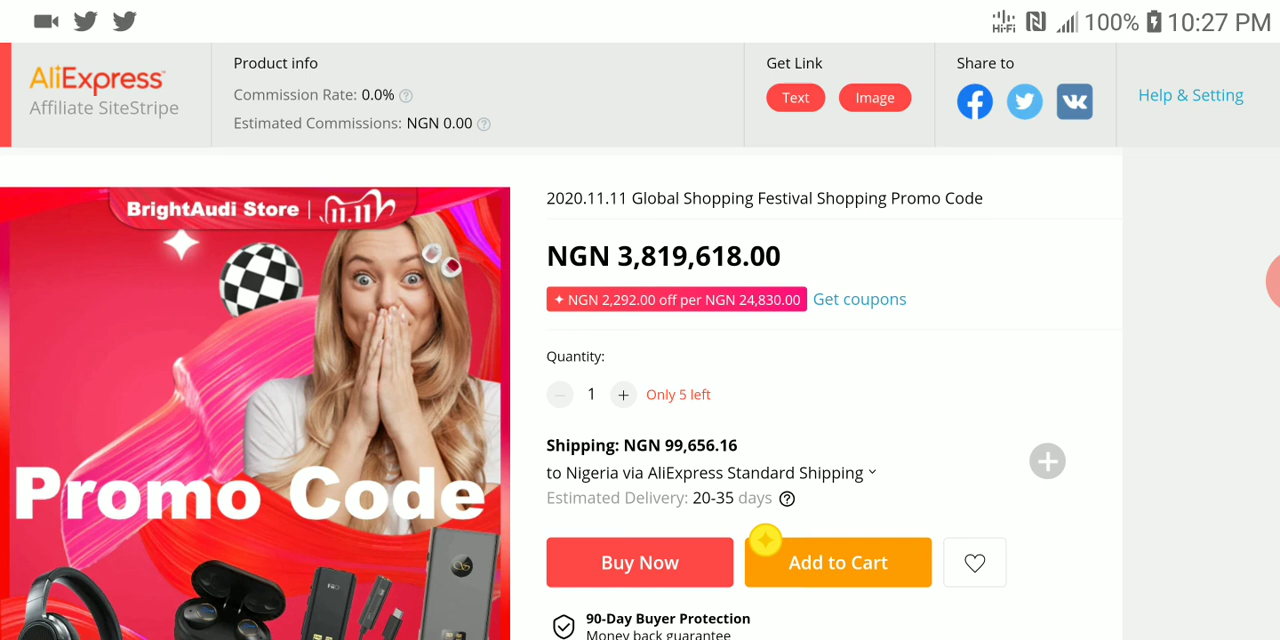 Hi-Fi 100% 10:27 PM
AliExpress
Affiliate SiteStripe
Product info
Commission Rate: 0.0%
Estimated Commissions: NGN 0.00
Get Link
Text Image
Share to
Help & Setting
BrightAudi Store | 11.11
Promo Code
2020.11.11 Global Shopping Festival Shopping Promo Code
NGN 3,819,618.00
NGN 2,292.00 off per NGN 24,830.00 Get coupons
Quantity:
1 + Only 5 left
Shipping: NGN 99,656.16
to Nigeria via AliExpress Standard Shipping
Estimated Delivery: 20-35 days
Buy Now Add to Cart
90-Day Buyer Protection
Money back guarantee